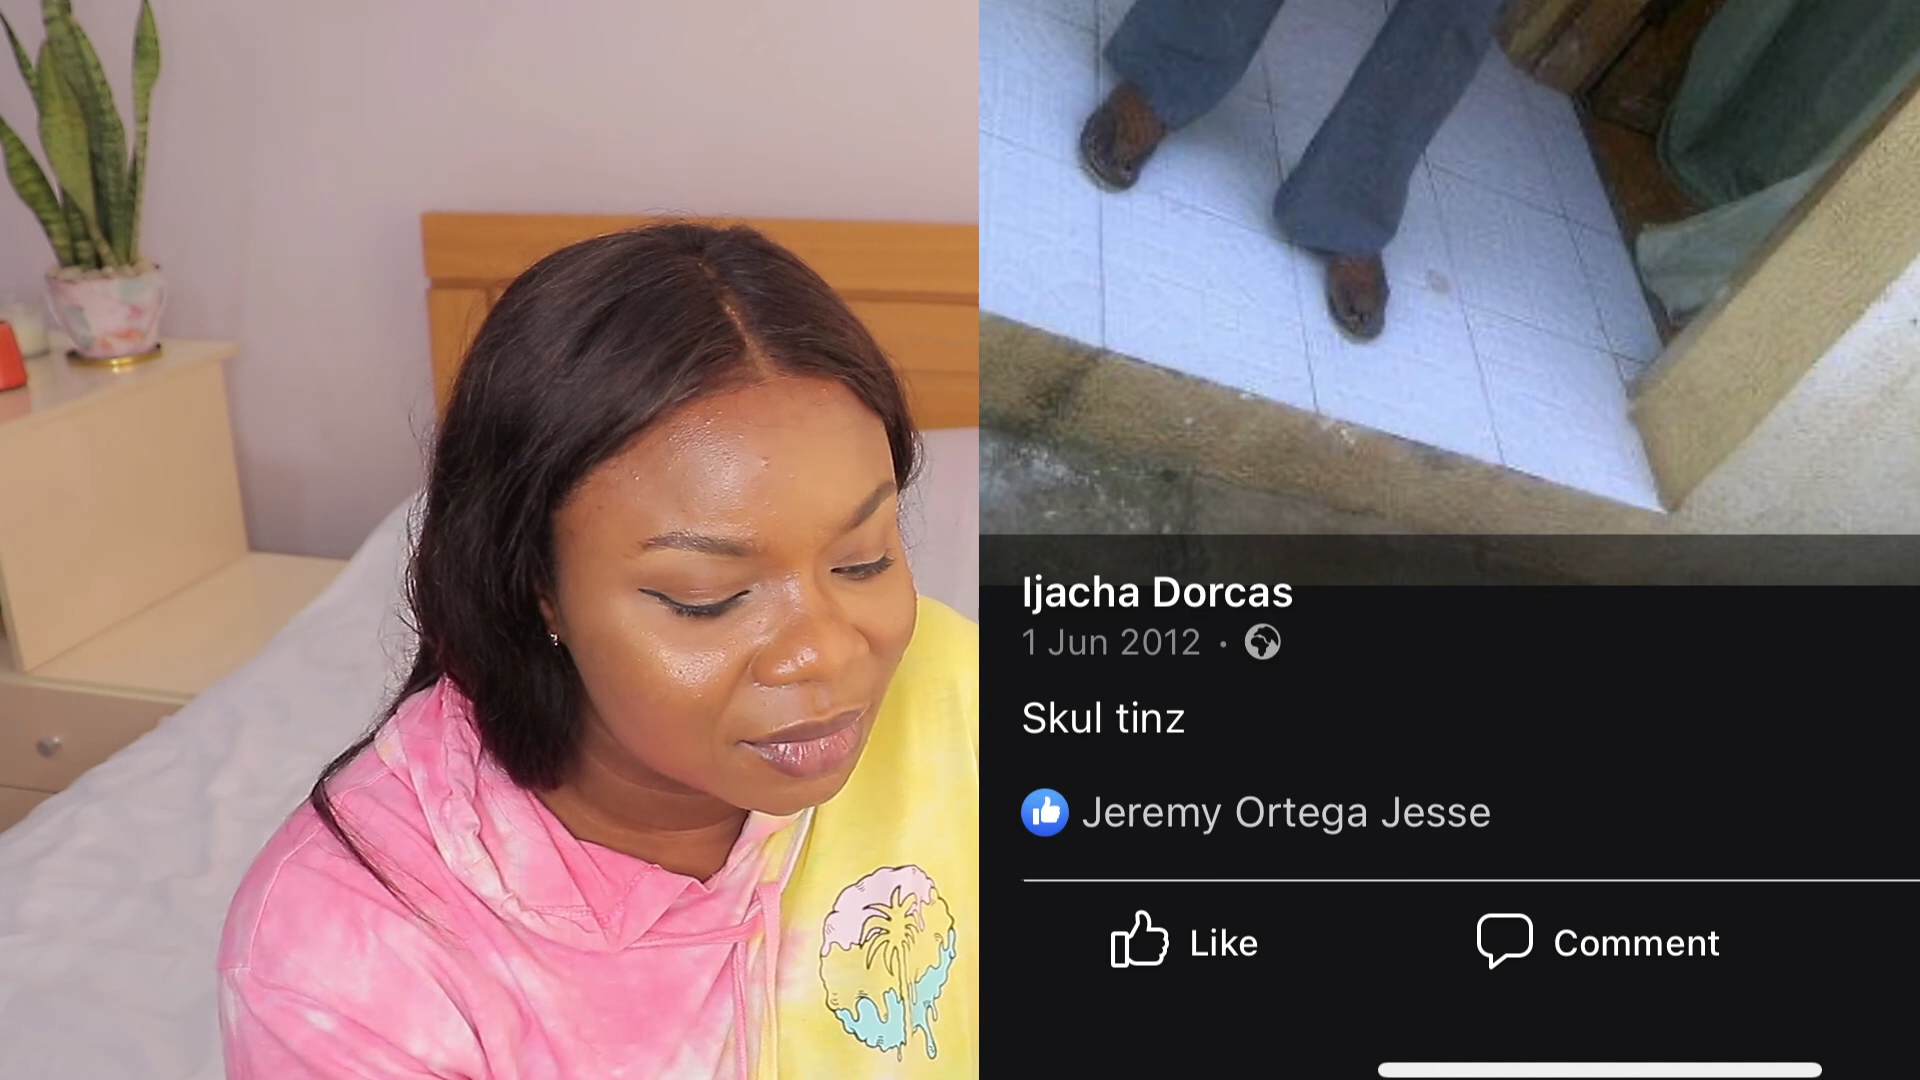 Ijacha Dorcas
1 Jun 2012 ·
Skul tinz
Jeremy Ortega Jesse
Like Comment